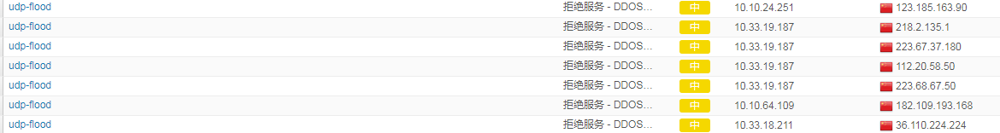 udp-flood 拒绝服务 - DDOS... 中 10.10.24.251 123.185.163.90
udp-flood 拒绝服务 - DDOS... 中 10.33.19.187 218.2.135.1
udp-flood 拒绝服务 - DDOS... 中 10.33.19.187 223.67.37.180
udp-flood 拒绝服务 - DDOS... 中 10.33.19.187 112.20.58.50
udp-flood 拒绝服务 - DDOS... 中 10.33.19.187 223.68.67.50
udp-flood 拒绝服务 - DDOS... 中 10.10.64.109 182.109.193.168
udp-flood 拒绝服务 - DDOS... 中 10.33.18.211 36.110.224.224